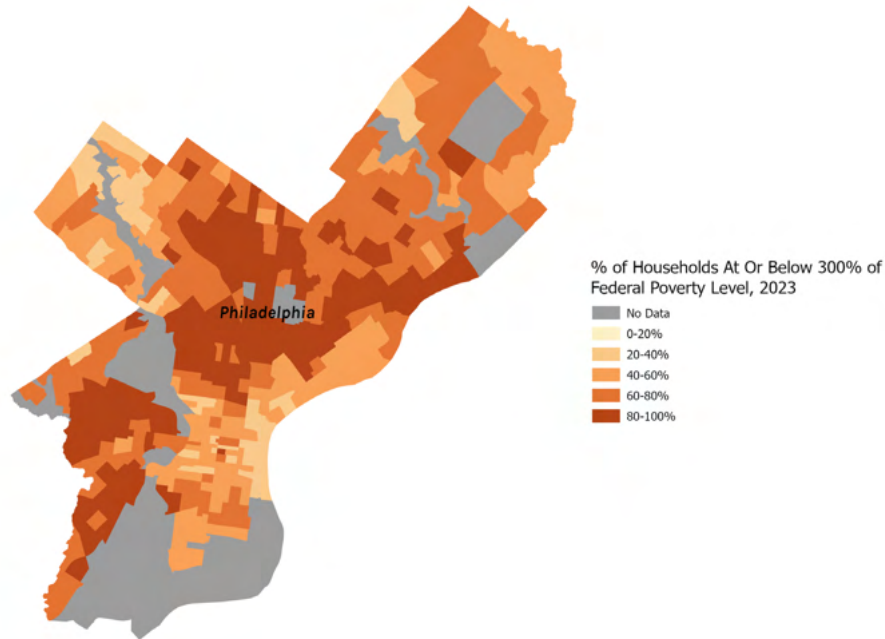 Philadelphia
% of Households At Or Below 300% of
Federal Poverty Level, 2023
No Data
0-20%
20-40%
40-60%
60-80%
80-100%